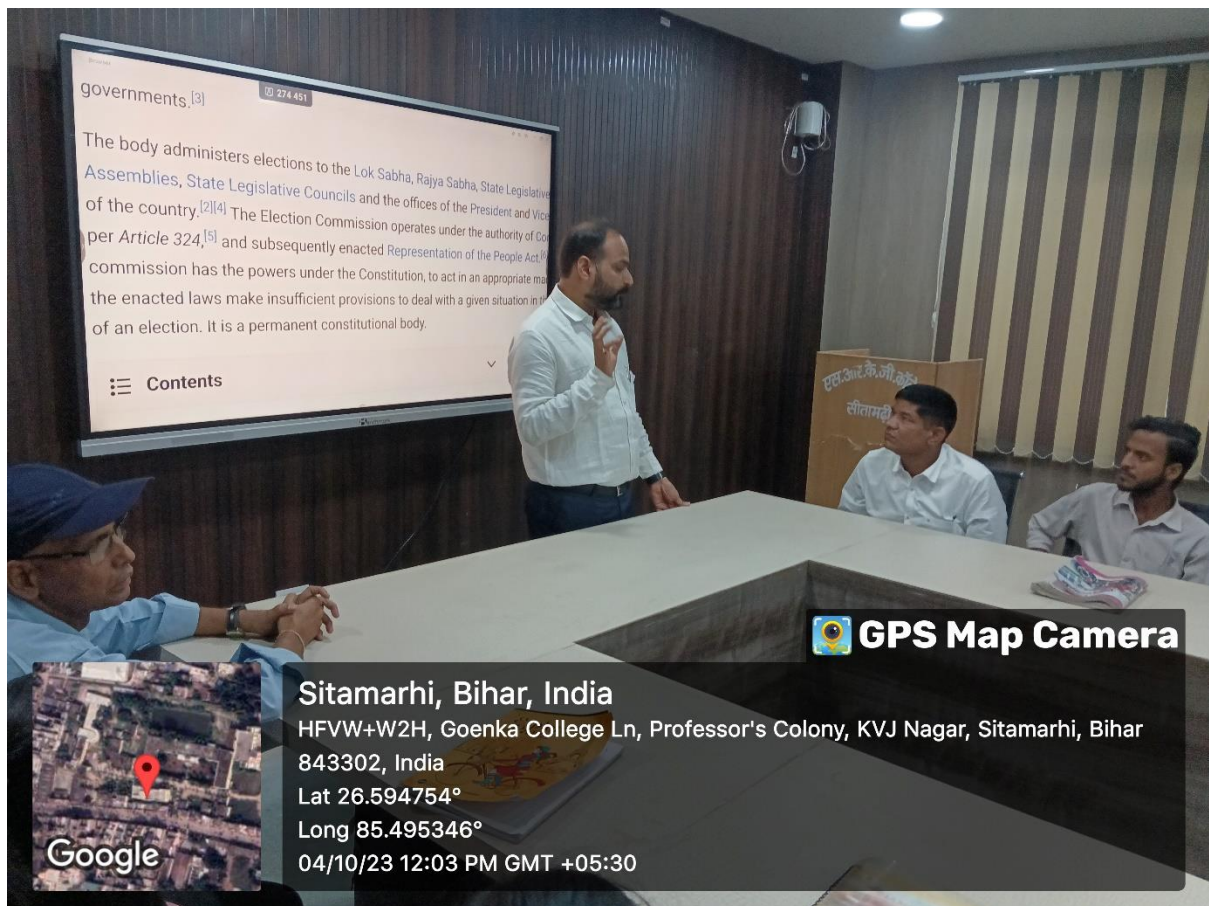 governments.[3]
274 451
The body administers elections to the Lok Sabha, Rajya Sabha, State Legislative
Assemblies, State Legislative Councils and the offices of the President and Vice
of the country.[2][4] The Election Commission operates under the authority of
per Article 324,[5] and subsequently enacted Representation of the People Act.[6]
commission has the powers under the Constitution, to act in an appropriate
the enacted laws make insufficient provisions to deal with a given situation in
of an election. It is a permanent constitutional body.
Contents
एस.आर.के.जी.
GPS Map Camera
Sitamarhi, Bihar, India
HFVW+W2H, Goenka College Ln, Professor's Colony, KVJ Nagar, Sitamarhi, Bihar
843302, India
Lat 26.594754°
Long 85.495346°
04/10/23 12:03 PM GMT +05:30
Google